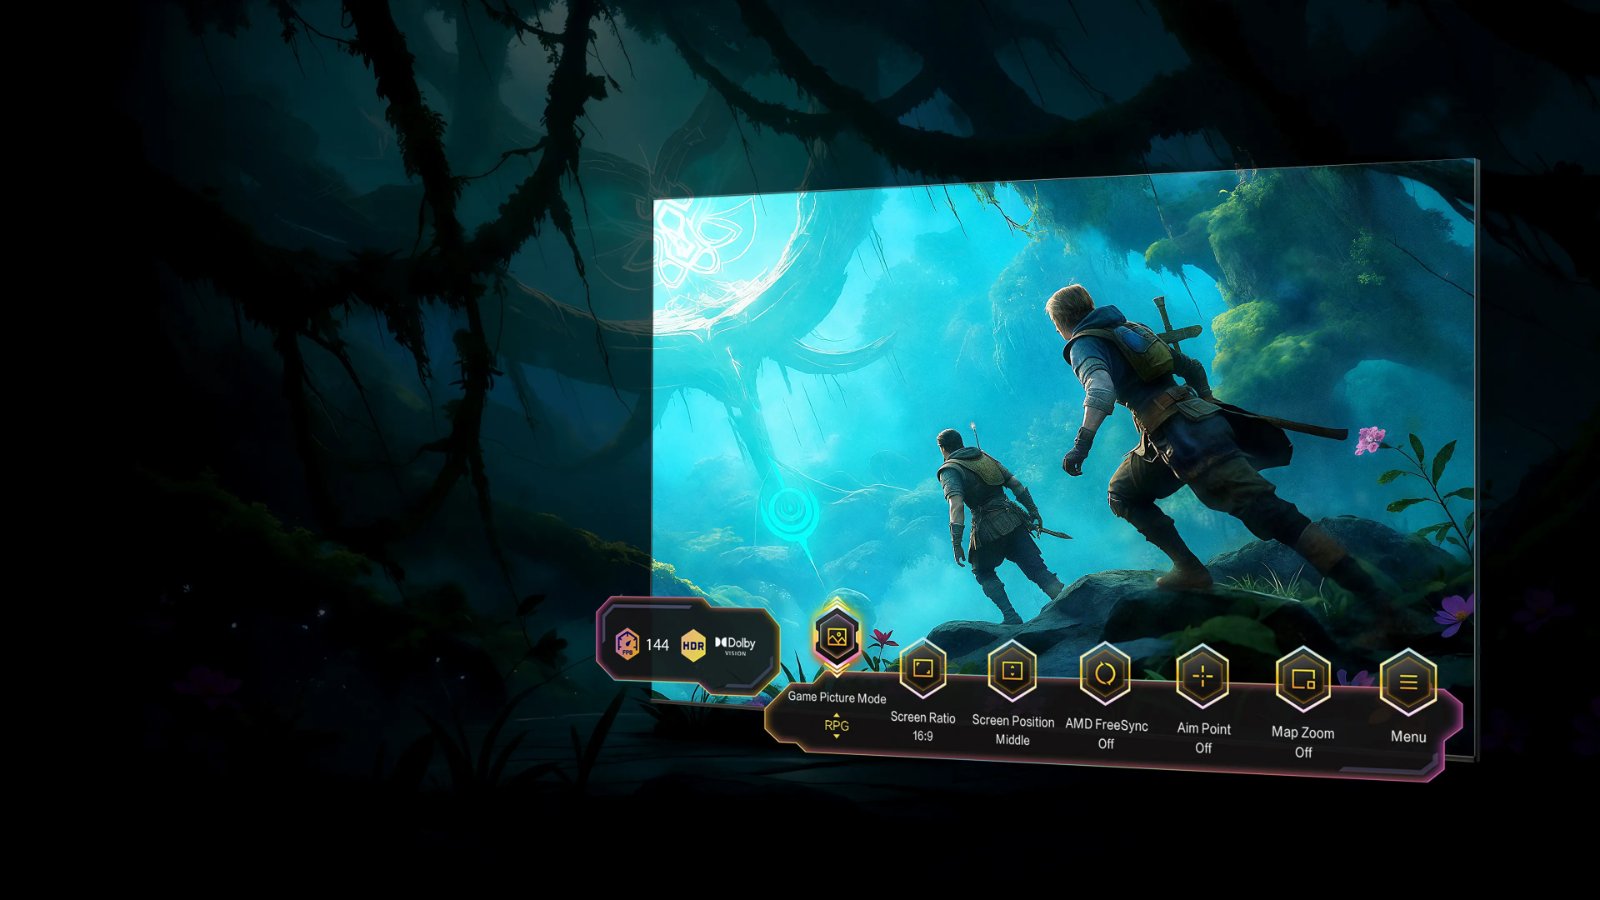 FPS
144
HDR
Dolby
VISION
Game Picture Mode
RPG
Screen Ratio
16:9
Screen Position
Middle
AMD FreeSync
Off
Aim Point
Off
Map Zoom
Off
Menu